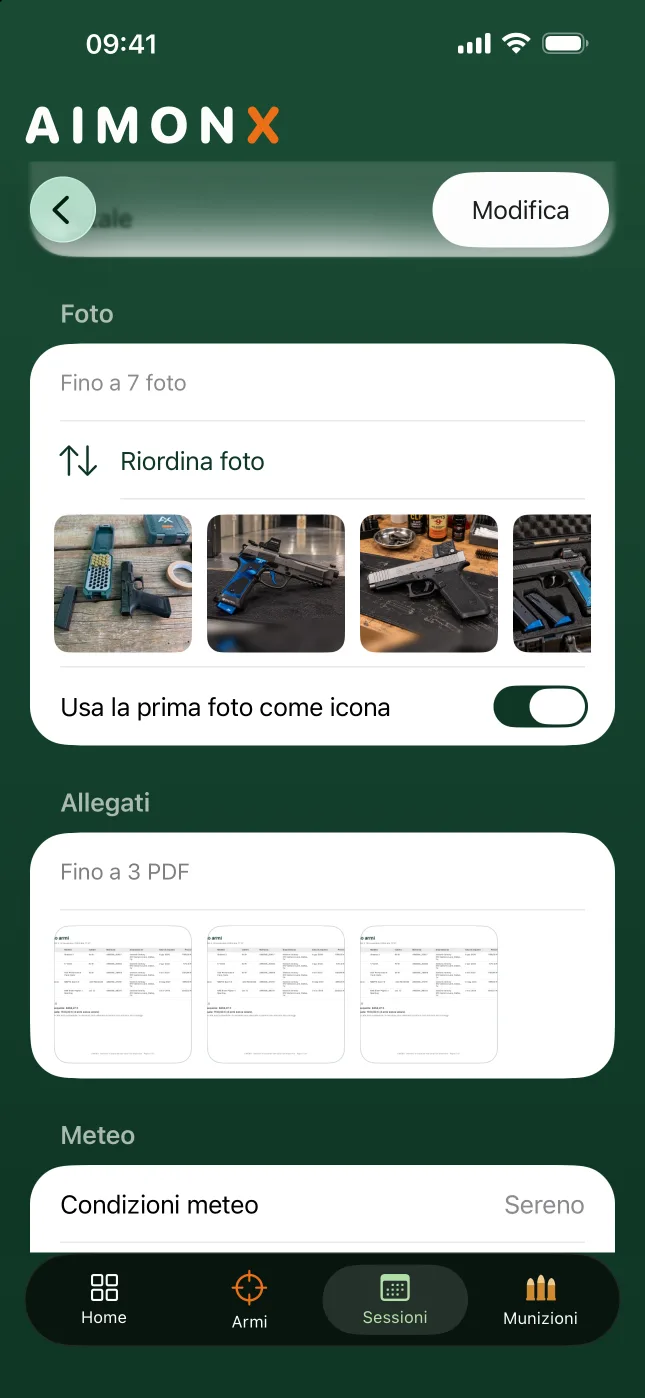 09:41
AIMONX
Modifica
Foto
Fino a 7 foto
Riordina foto
Usa la prima foto come icona
Allegati
Fino a 3 PDF
Meteo
Condizioni meteo
Sereno
Home
Armi
Sessioni
Munizioni